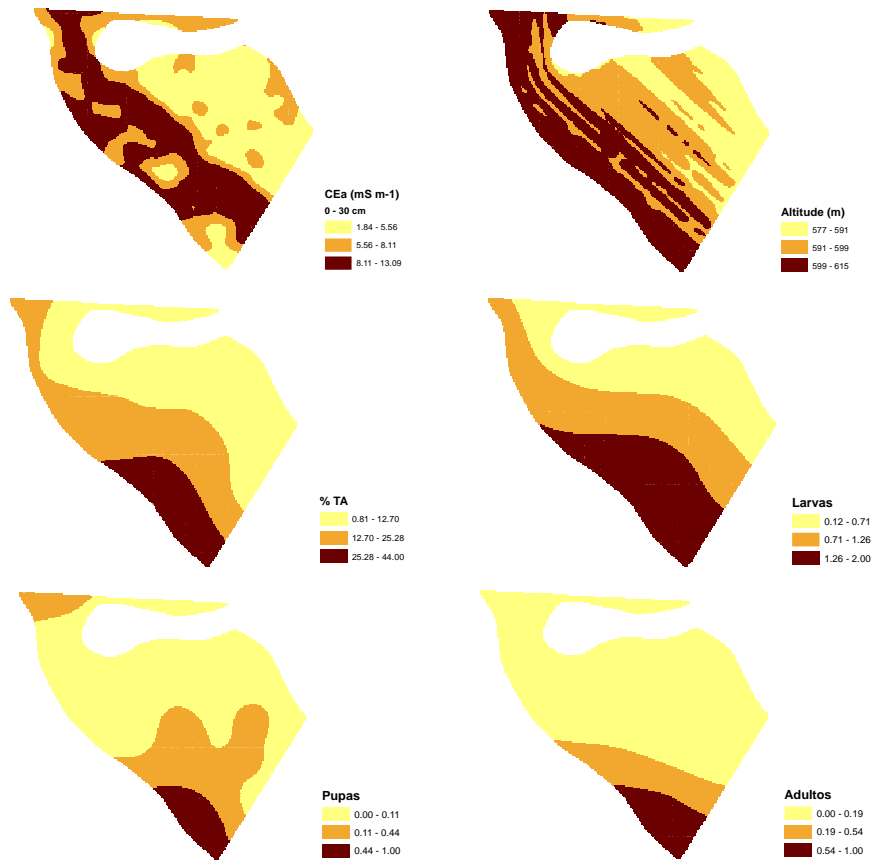 CEa (mS m-1)
0 - 30 cm
1.84 - 5.56
5.56 - 8.11
8.11 - 13.09
Altitude (m)
577 - 591
591 - 599
599 - 615
% TA
0.81 - 12.70
12.70 - 25.28
25.28 - 44.00
Larvas
0.12 - 0.71
0.71 - 1.26
1.26 - 2.00
Pupas
0.00 - 0.11
0.11 - 0.44
0.44 - 1.00
Adultos
0.00 - 0.19
0.19 - 0.54
0.54 - 1.00